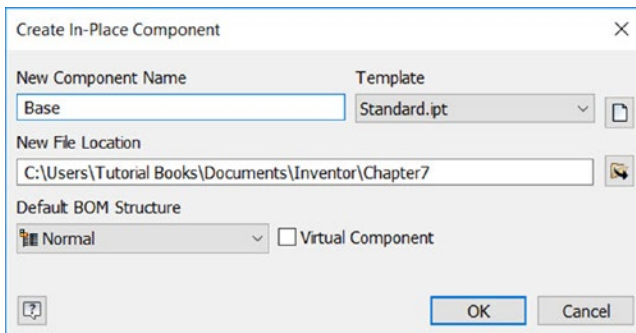 Create In-Place Component
New Component Name
Template
Base
Standard.ipt
New File Location
C:\Users\Tutorial Books\Documents\Inventor\Chapter7
Default BOM Structure
Normal
Virtual Component
?
OK
Cancel